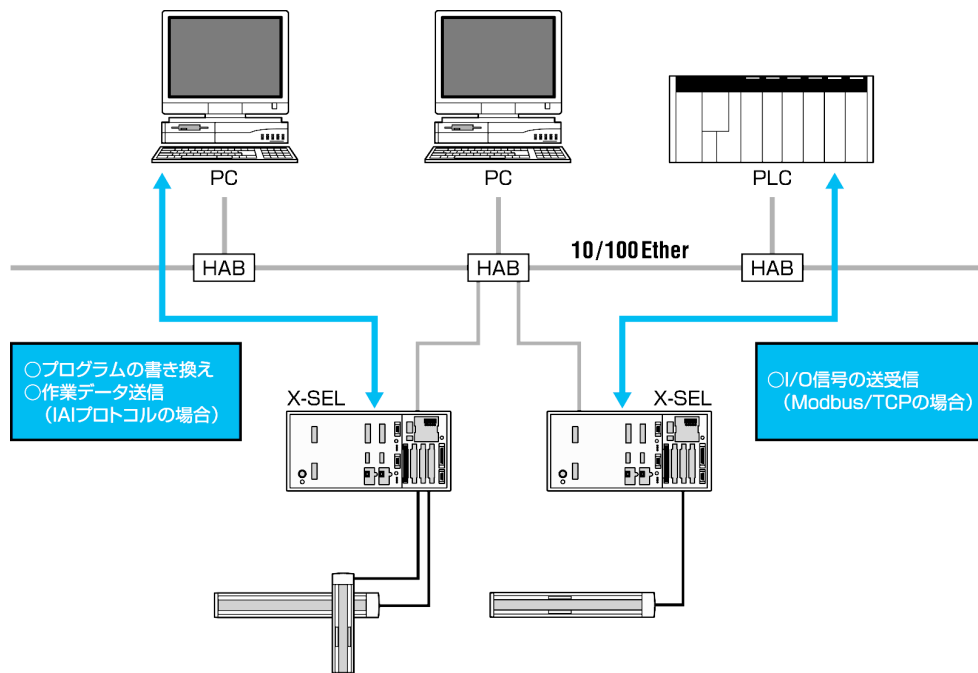 PC
PC
PLC
10/100 Ether
HAB
HAB
HAB
○プログラムの書き換え
○作業データ送信
（IAIプロトコルの場合）
○I/O信号の送受信
（Modbus/TCPの場合）
X-SEL
X-SEL